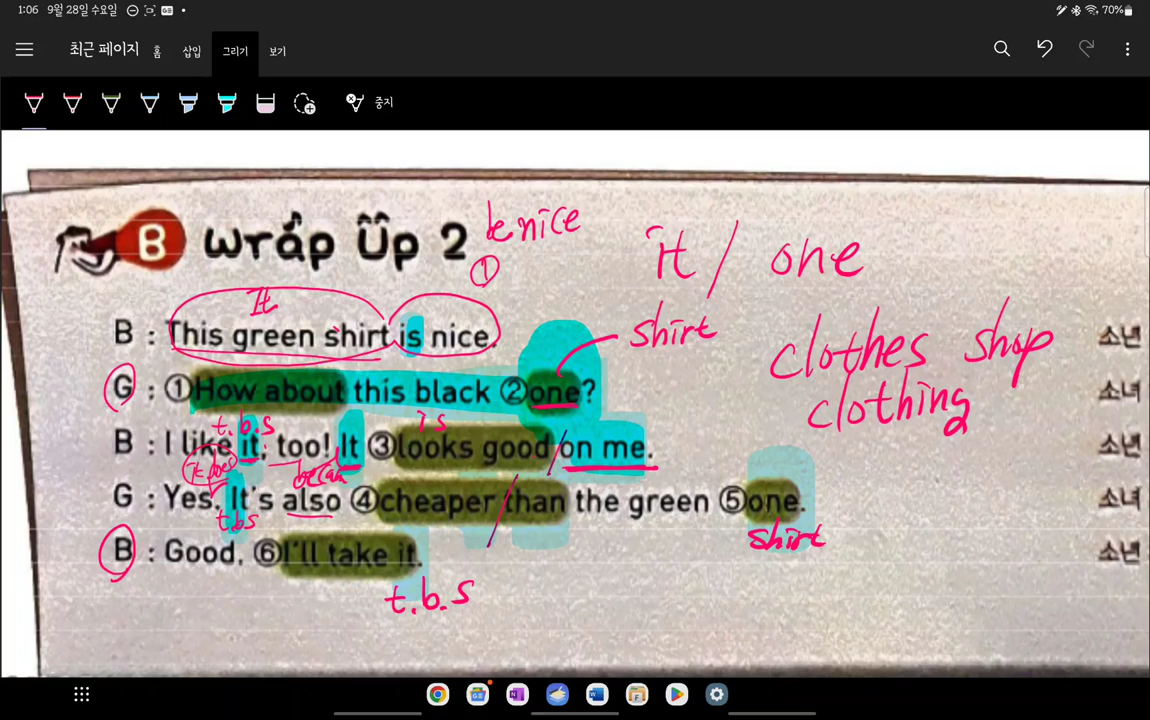 1:06 9월 28일 수요일 70%
최근 페이지 홈 삽입 그리기 보기
중지
B Wrap Up 2 be nice it / one
①
It
B : This green shirt is nice. shirt 소년
clothes shop
G : ①How about this black ②one? 소녀
clothing
t.b.s is
B : I like it, too! It ③looks good on me. 소년
it does
G : Yes, It's also ④cheaper than the green ⑤one. 소녀
t.b.s shirt
B : Good. ⑥I'll take it. 소년
t.b.s